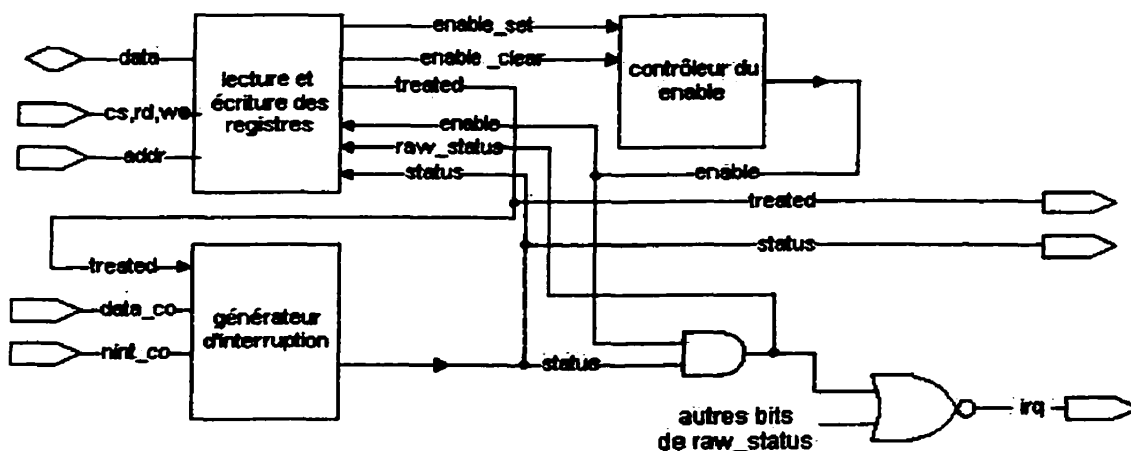 enable_set
data
enable_clear
lecture et
écriture des
registres
contrôleur du
enable
treated
cs,rd,we
enable
raw_status
addr
status
enable
treated
status
treated
data_co
générateur
d'interruption
nint_co
status
autres bits
de raw_status
irq